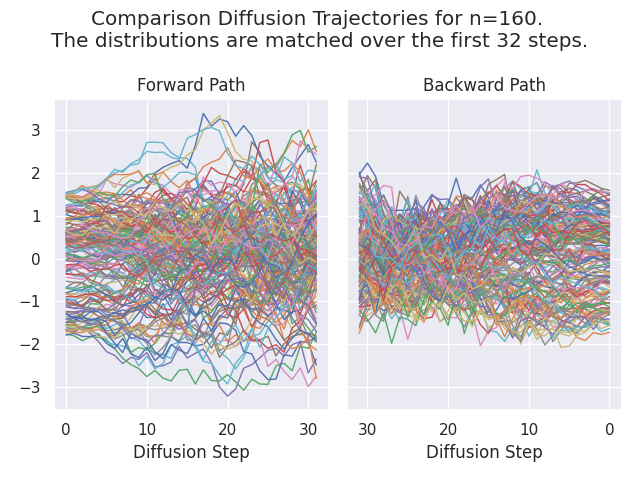 Comparison Diffusion Trajectories for n=160.
The distributions are matched over the first 32 steps.
Forward Path
Backward Path
3
2
1
0
−1
−2
−3
0 10 20 30
30 20 10 0
Diffusion Step
Diffusion Step